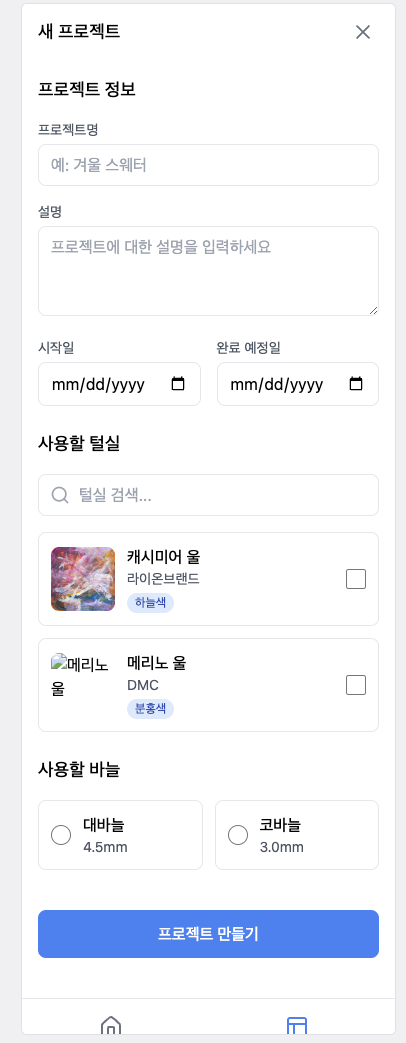 새 프로젝트
프로젝트 정보
프로젝트명
예: 겨울 스웨터
설명
프로젝트에 대한 설명을 입력하세요
시작일
완료 예정일
mm/dd/yyyy
mm/dd/yyyy
사용할 털실
털실 검색...
캐시미어 울
라이온브랜드
하늘색
메리노
울
메리노 울
DMC
분홍색
사용할 바늘
대바늘
4.5mm
코바늘
3.0mm
프로젝트 만들기